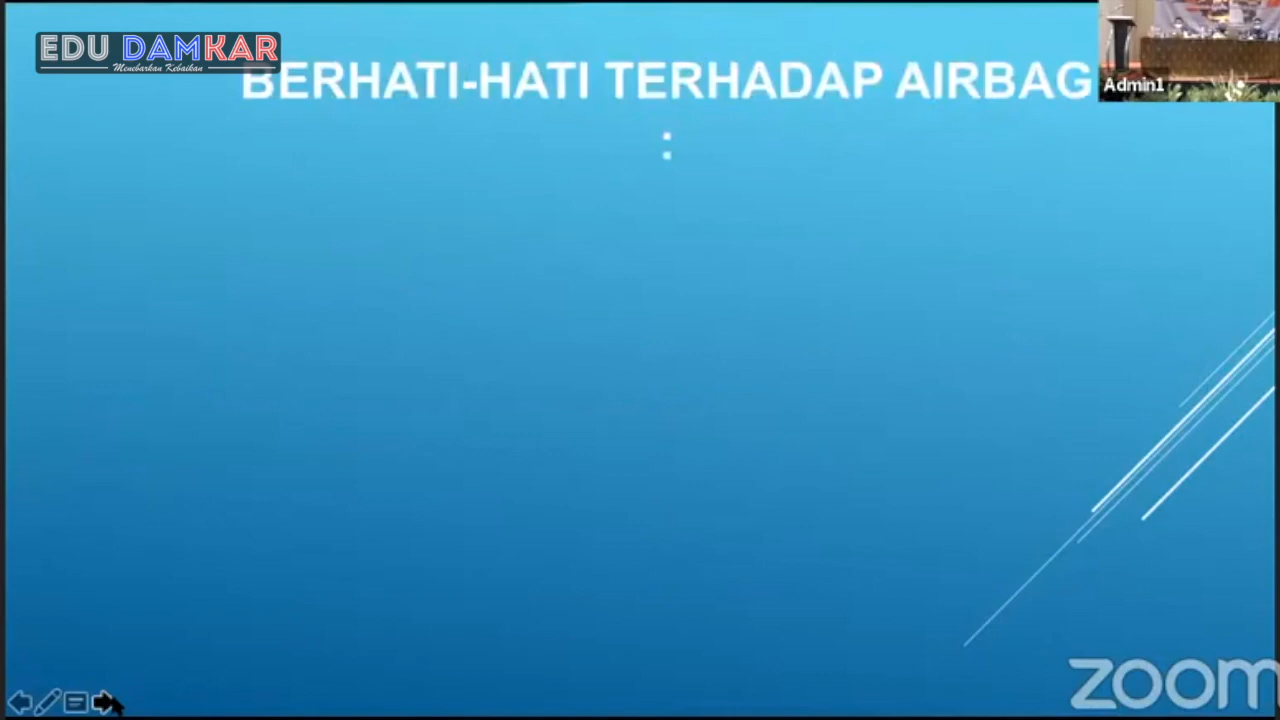 EDU DAMKAR
Menebarkan Kebaikan
BERHATI-HATI TERHADAP AIRBAG
:
Admin1
zoom